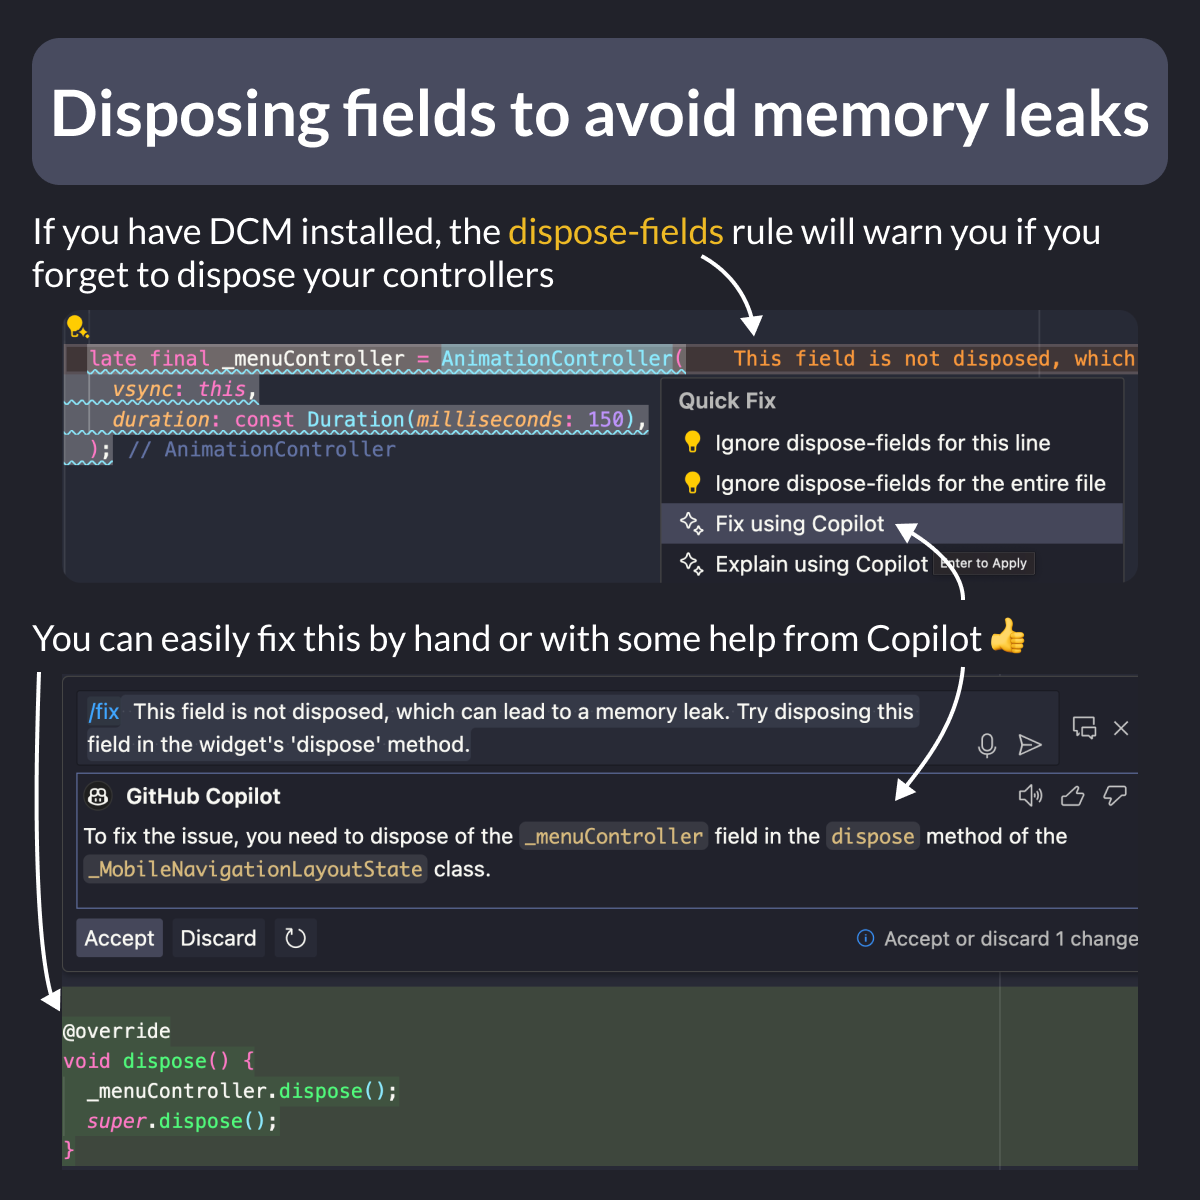 Disposing fields to avoid memory leaks
If you have DCM installed, the dispose-fields rule will warn you if you
forget to dispose your controllers
late final _menuController = AnimationController( This field is not disposed, which
vsync: this,
duration: const Duration(milliseconds: 150),
); // AnimationController
Quick Fix
Ignore dispose-fields for this line
Ignore dispose-fields for the entire file
Fix using Copilot
Explain using Copilot Enter to Apply
You can easily fix this by hand or with some help from Copilot 👍
/fix This field is not disposed, which can lead to a memory leak. Try disposing this
field in the widget's 'dispose' method.
GitHub Copilot
To fix the issue, you need to dispose of the _menuController field in the dispose method of the
_MobileNavigationLayoutState class.
Accept Discard
Accept or discard 1 change
@override
void dispose() {
_menuController.dispose();
super.dispose();
}